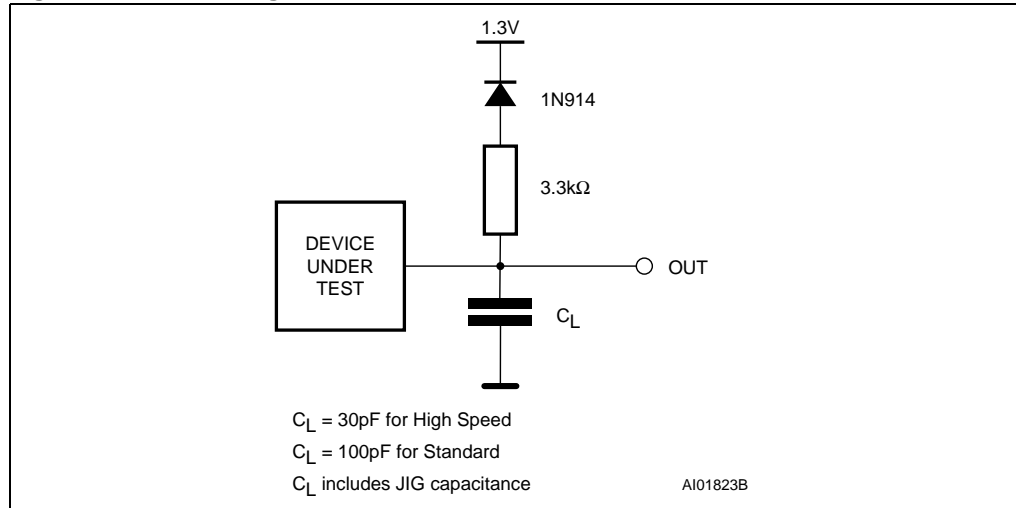 1.3V
1N914
3.3kΩ
DEVICE
UNDER
TEST
OUT
CL
CL = 30pF for High Speed
CL = 100pF for Standard
CL includes JIG capacitance
AI01823B